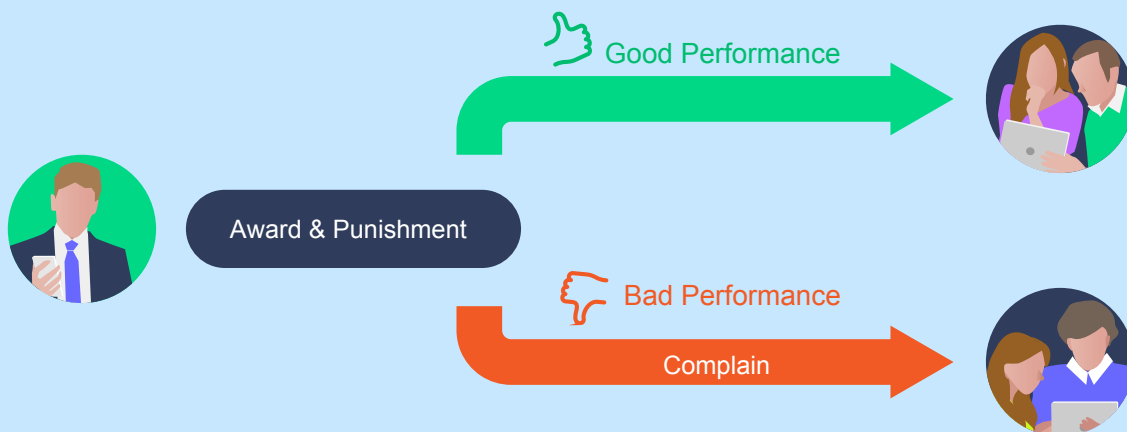 Good Performance
Award & Punishment
Bad Performance
Complain